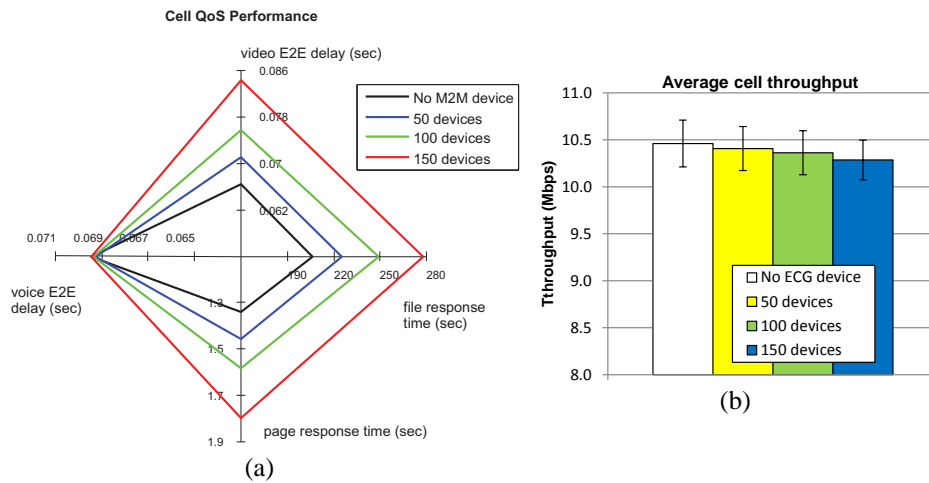 Cell QoS Performance
video E2E delay (sec)
0.086
0.078
0.07
0.062
No M2M device
50 devices
100 devices
150 devices
0.071
0.069
0.067
0.065
190
220
250
280
voice E2E
delay (sec)
file response
time (sec)
1.3
1.5
1.7
1.9
page response time (sec)
(a)
Average cell throughput
Tthroughput (Mbps)
11.0
10.5
10.0
9.5
9.0
8.5
8.0
No ECG device
50 devices
100 devices
150 devices
(b)